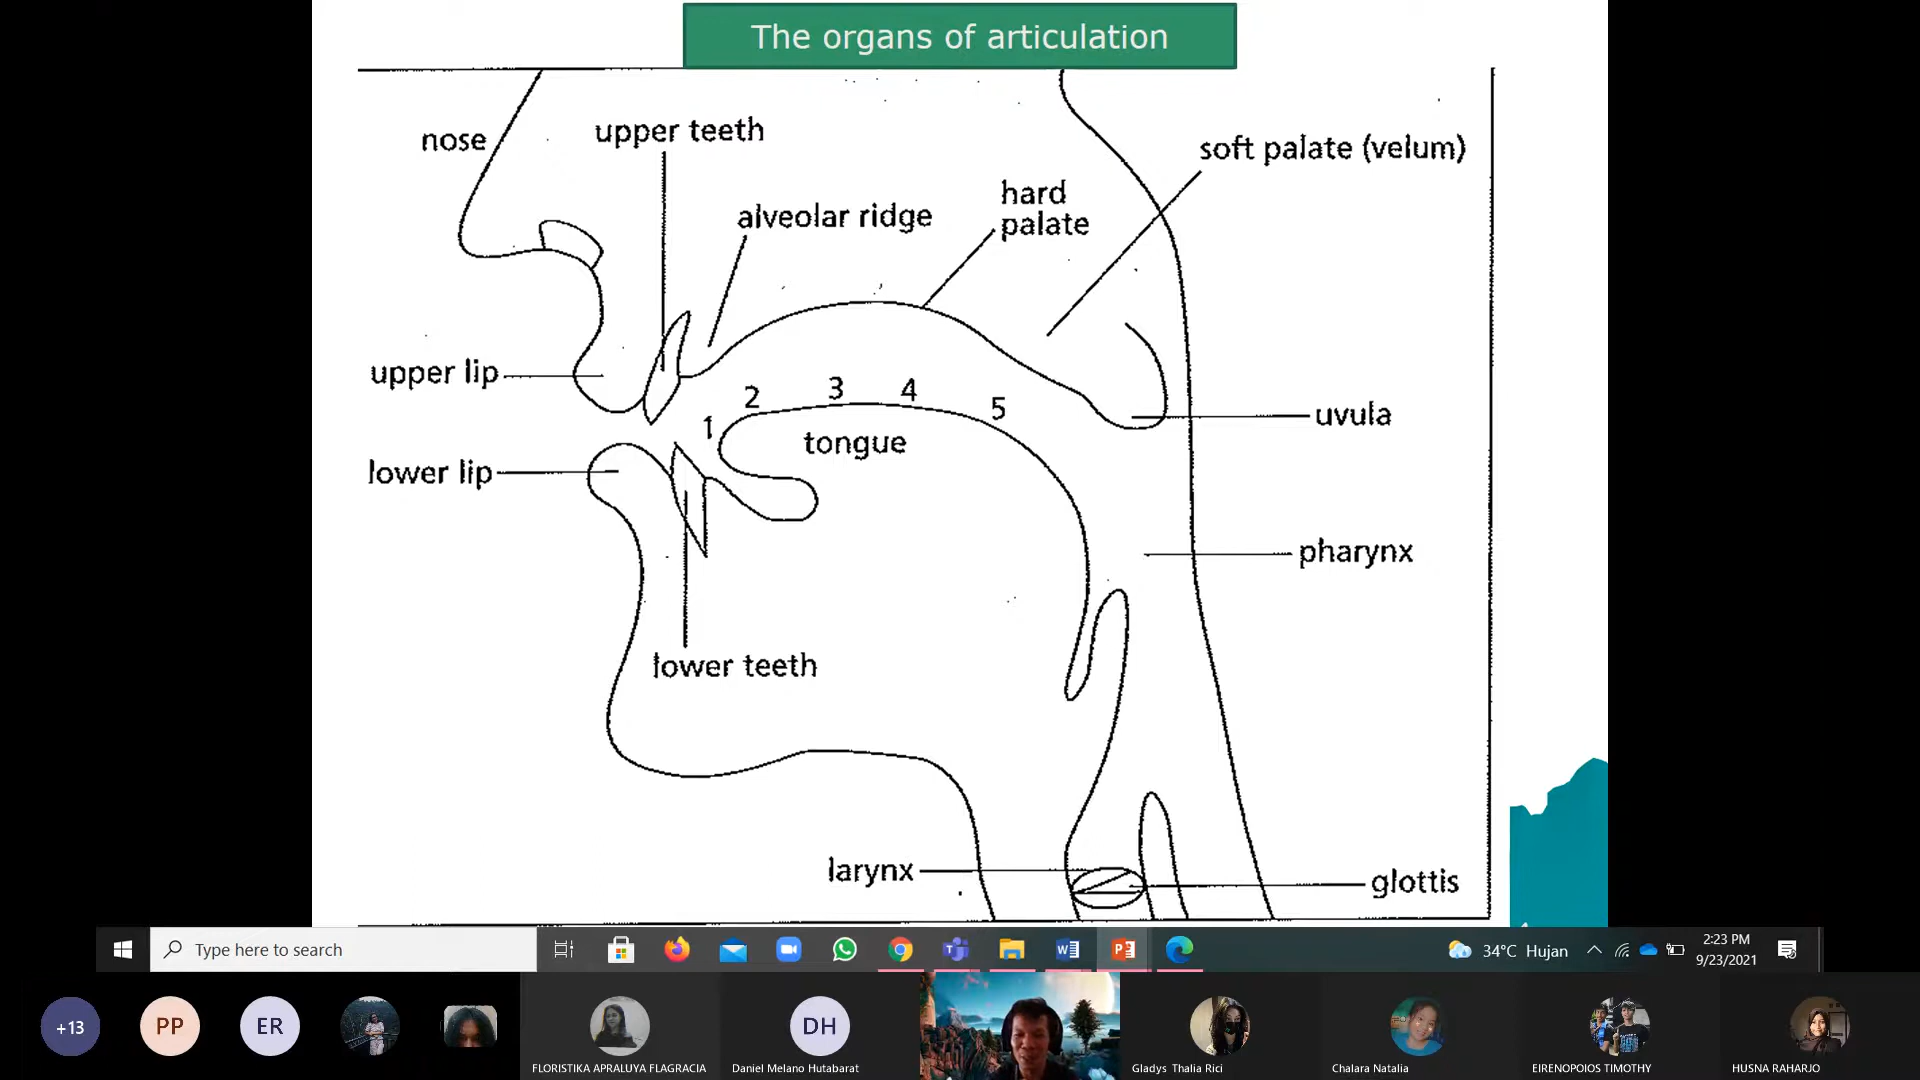 The organs of articulation
nose
upper teeth
soft palate (velum)
hard
palate
alveolar ridge
upper lip
1
2
3
4
5
tongue
uvula
lower lip
pharynx
lower teeth
larynx
glottis
Type here to search
34°C Hujan
2:23 PM
9/23/2021
+13
PP
ER
DH
FLORISTIKA APRALUYA FLAGRACIA
Daniel Melano Hutabarat
Gladys Thalia Rici
Chalara Natalia
EIRENOPOIOS TIMOTHY
HUSNA RAHARJO